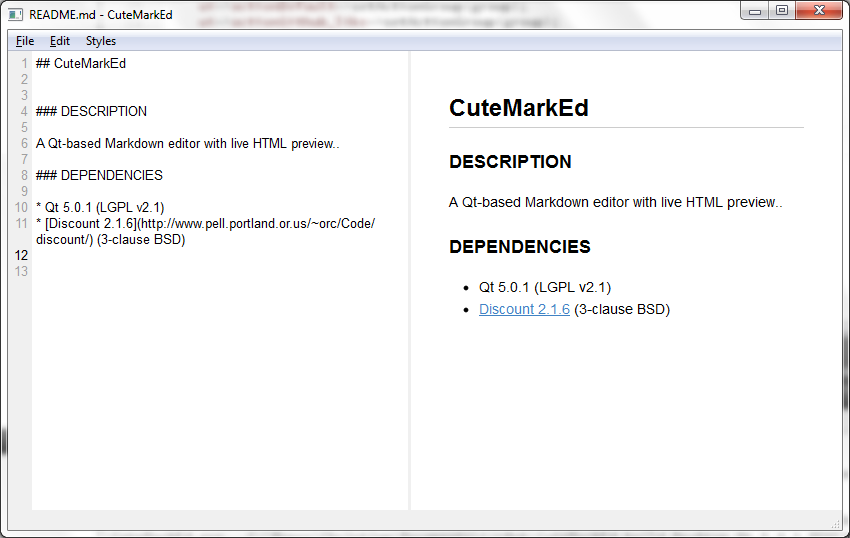 README.md - CuteMarkEd
File Edit Styles
1 ## CuteMarkEd
2
3
4 ### DESCRIPTION
5
6 A Qt-based Markdown editor with live HTML preview..
7
8 ### DEPENDENCIES
9
10 * Qt 5.0.1 (LGPL v2.1)
11 * [Discount 2.1.6](http://www.pell.portland.or.us/~orc/Code/
discount/) (3-clause BSD)
12
13
CuteMarkEd
DESCRIPTION
A Qt-based Markdown editor with live HTML preview..
DEPENDENCIES
• Qt 5.0.1 (LGPL v2.1)
• Discount 2.1.6 (3-clause BSD)